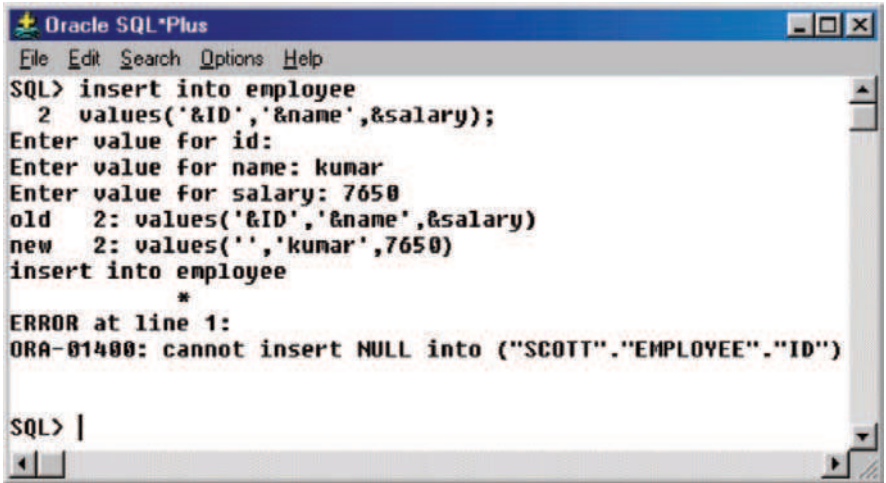 Oracle SQL*Plus
File Edit Search Options Help
SQL> insert into employee
2 values('&ID','&name',&salary);
Enter value for id:
Enter value for name: kumar
Enter value for salary: 7650
old 2: values('&ID','&name',&salary)
new 2: values('','kumar',7650)
insert into employee
*
ERROR at line 1:
ORA-01400: cannot insert NULL into ("SCOTT"."EMPLOYEE"."ID")
SQL>